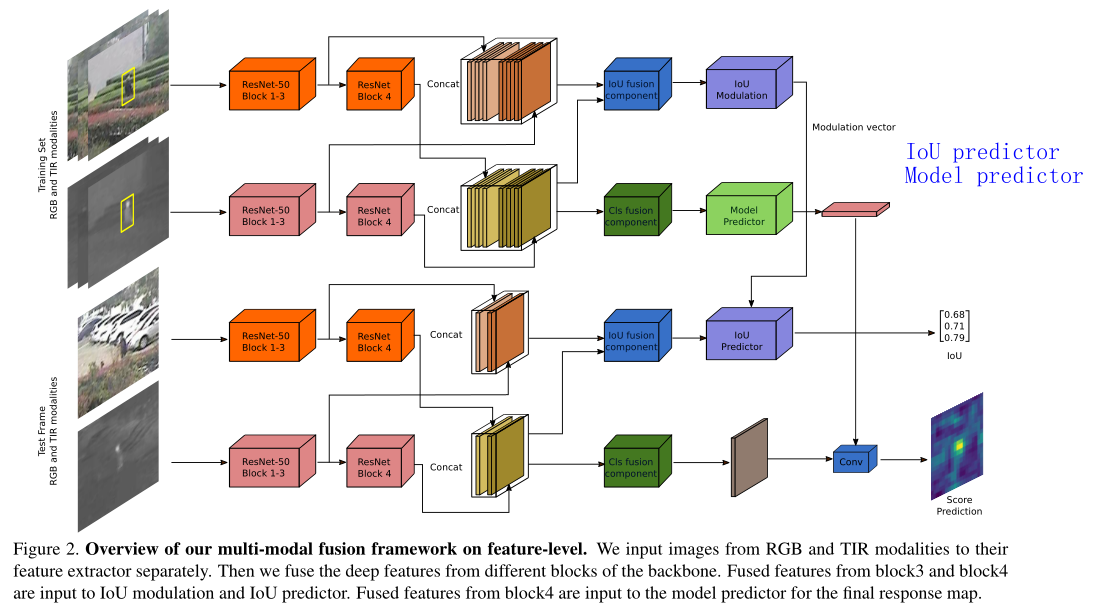 Training Set
RGB and TIR modalities
ResNet-50
Block 1-3
ResNet
Block 4
Concat
IoU fusion
component
IoU
Modulation
Modulation vector
IoU predictor
Model predictor
ResNet-50
Block 1-3
ResNet
Block 4
Concat
Cls fusion
component
Model
Predictor
Test Frame
RGB and TIR modalities
ResNet-50
Block 1-3
ResNet
Block 4
Concat
IoU fusion
component
IoU
Predictor
0.68
0.71
0.79
IoU
ResNet-50
Block 1-3
ResNet
Block 4
Concat
Cls fusion
component
Conv
Score
Prediction
Figure 2. Overview of our multi-modal fusion framework on feature-level. We input images from RGB and TIR modalities to their
feature extractor separately. Then we fuse the deep features from different blocks of the backbone. Fused features from block3 and block4
are input to IoU modulation and IoU predictor. Fused features from block4 are input to the model predictor for the final response map.